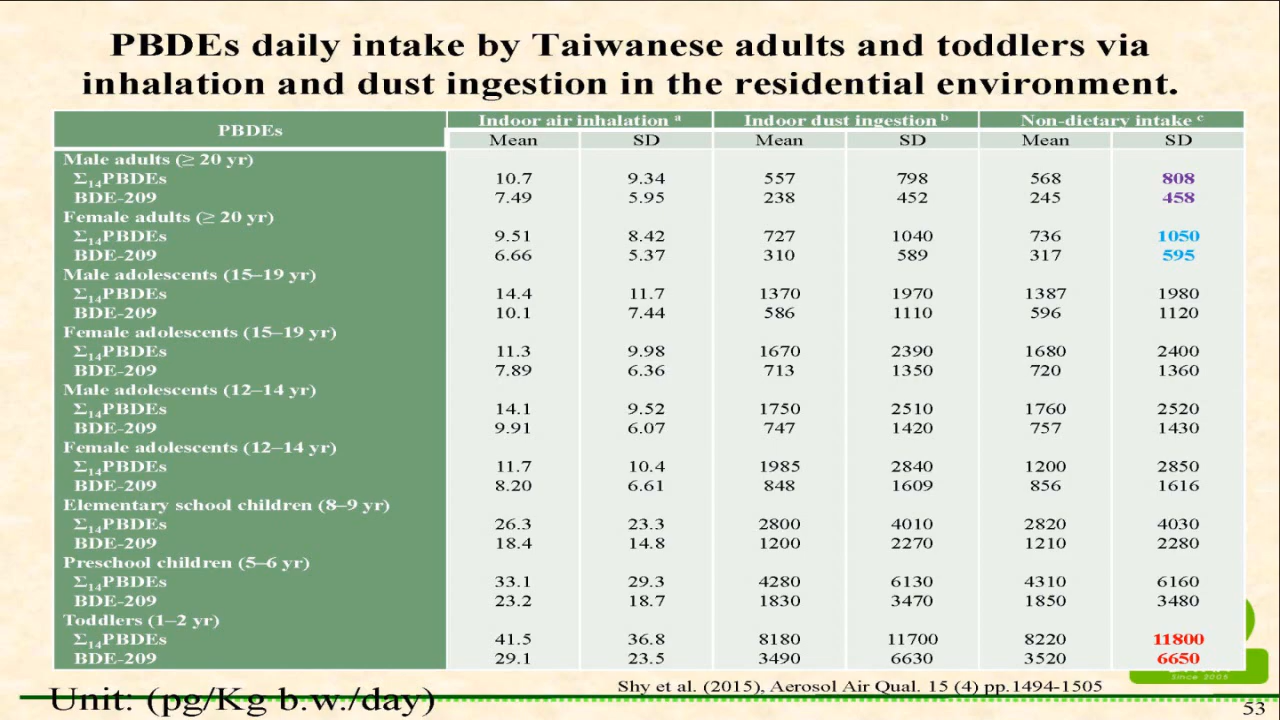 PBDEs daily intake by Taiwanese adults and toddlers via
inhalation and dust ingestion in the residential environment.
PBDEs Indoor air inhalation a Indoor dust ingestion b Non-dietary intake c
Mean SD Mean SD Mean SD
Male adults (≥ 20 yr)
Σ14PBDEs 10.7 9.34 557 798 568 808
BDE-209 7.49 5.95 238 452 245 458
Female adults (≥ 20 yr)
Σ14PBDEs 9.51 8.42 727 1040 736 1050
BDE-209 6.66 5.37 310 589 317 595
Male adolescents (15–19 yr)
Σ14PBDEs 14.4 11.7 1370 1970 1387 1980
BDE-209 10.1 7.44 586 1110 596 1120
Female adolescents (15–19 yr)
Σ14PBDEs 11.3 9.98 1670 2390 1680 2400
BDE-209 7.89 6.36 713 1350 720 1360
Male adolescents (12–14 yr)
Σ14PBDEs 14.1 9.52 1750 2510 1760 2520
BDE-209 9.91 6.07 747 1420 757 1430
Female adolescents (12–14 yr)
Σ14PBDEs 11.7 10.4 1985 2840 1200 2850
BDE-209 8.20 6.61 848 1609 856 1616
Elementary school children (8–9 yr)
Σ14PBDEs 26.3 23.3 2800 4010 2820 4030
BDE-209 18.4 14.8 1200 2270 1210 2280
Preschool children (5–6 yr)
Σ14PBDEs 33.1 29.3 4280 6130 4310 6160
BDE-209 23.2 18.7 1830 3470 1850 3480
Toddlers (1–2 yr)
Σ14PBDEs 41.5 36.8 8180 11700 8220 11800
BDE-209 29.1 23.5 3490 6630 3520 6650
Since 2005
Shy et al. (2015), Aerosol Air Qual. 15 (4) pp.1494-1505
Unit: (pg/Kg b.w./day)
53